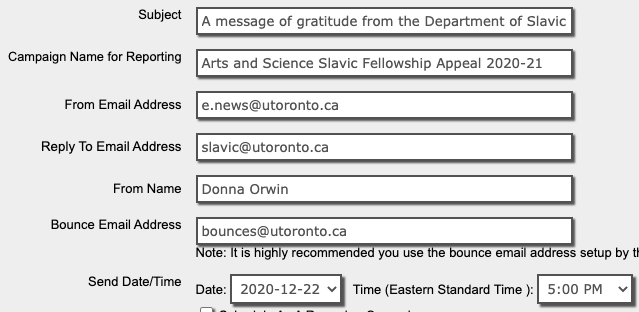 Subject A message of gratitude from the Department of Slavic
Campaign Name for Reporting Arts and Science Slavic Fellowship Appeal 2020-21
From Email Address e.news@utoronto.ca
Reply To Email Address slavic@utoronto.ca
From Name Donna Orwin
Bounce Email Address bounces@utoronto.ca
Note: It is highly recommended you use the bounce email address setup by th
Send Date/Time Date: 2020-12-22 Time (Eastern Standard Time ): 5:00 PM